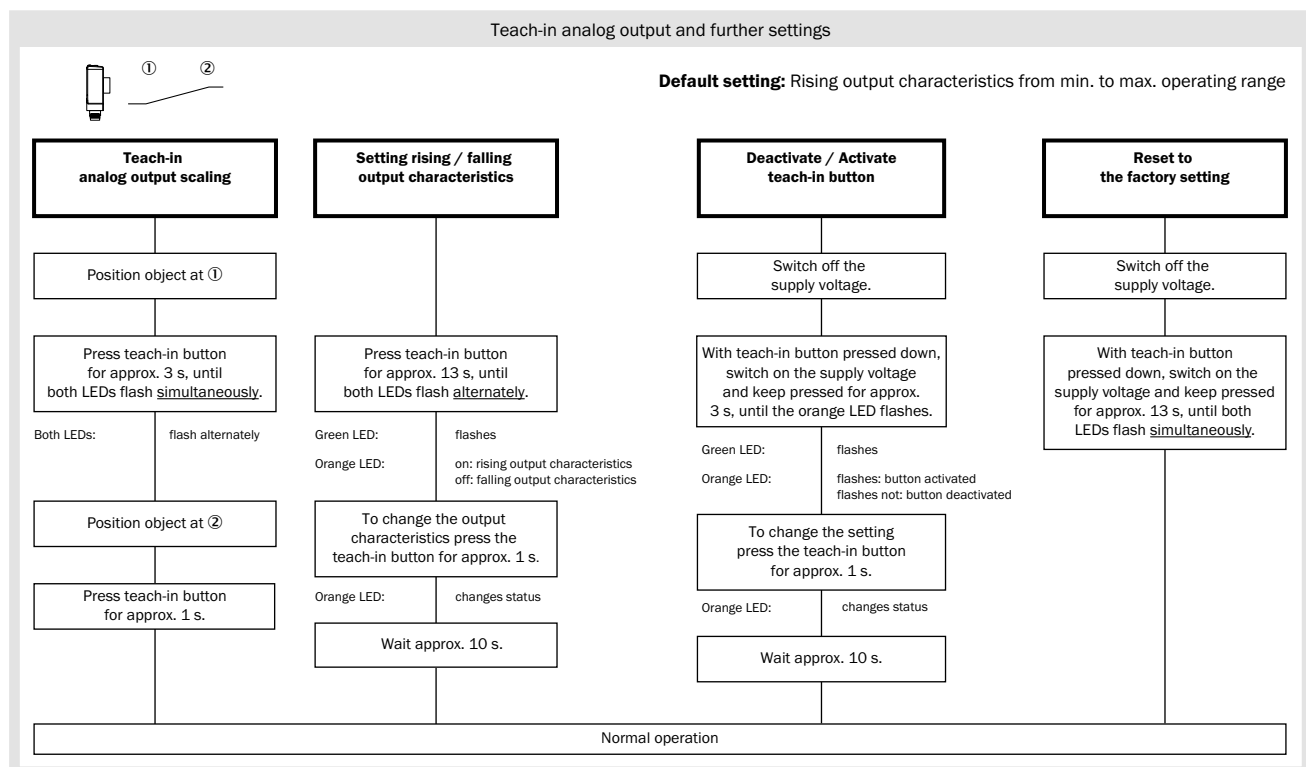 Teach-in analog output and further settings
① ②
Default setting: Rising output characteristics from min. to max. operating range
Teach-in
analog output scaling
Position object at ①
Press teach-in button
for approx. 3 s, until
both LEDs flash simultaneously.
Both LEDs: flash alternately
Position object at ②
Press teach-in button
for approx. 1 s.
Setting rising / falling
output characteristics
Press teach-in button
for approx. 13 s, until
both LEDs flash alternately.
Green LED: flashes
Orange LED: on: rising output characteristics
off: falling output characteristics
To change the output
characteristics press the
teach-in button for approx. 1 s.
Orange LED: changes status
Wait approx. 10 s.
Deactivate / Activate
teach-in button
Switch off the
supply voltage.
With teach-in button pressed down,
switch on the supply voltage
and keep pressed for approx.
3 s, until the orange LED flashes.
Green LED: flashes
Orange LED: flashes: button activated
flashes not: button deactivated
To change the setting
press the teach-in button
for approx. 1 s.
Orange LED: changes status
Wait approx. 10 s.
Reset to
the factory setting
Switch off the
supply voltage.
With teach-in button
pressed down, switch on the
supply voltage and keep pressed
for approx. 13 s, until both
LEDs flash simultaneously.
Normal operation